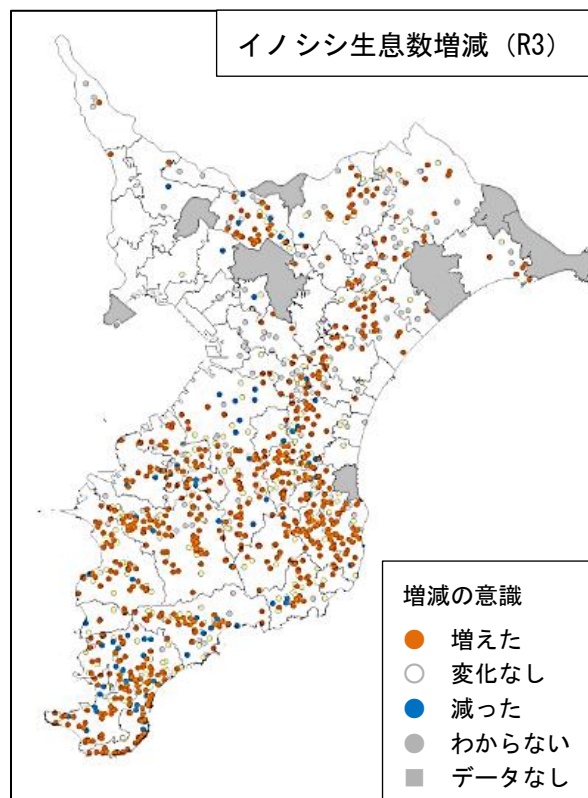 イノシシ生息数増減（R3）
増減の意識
増えた
変化なし
減った
わからない
データなし